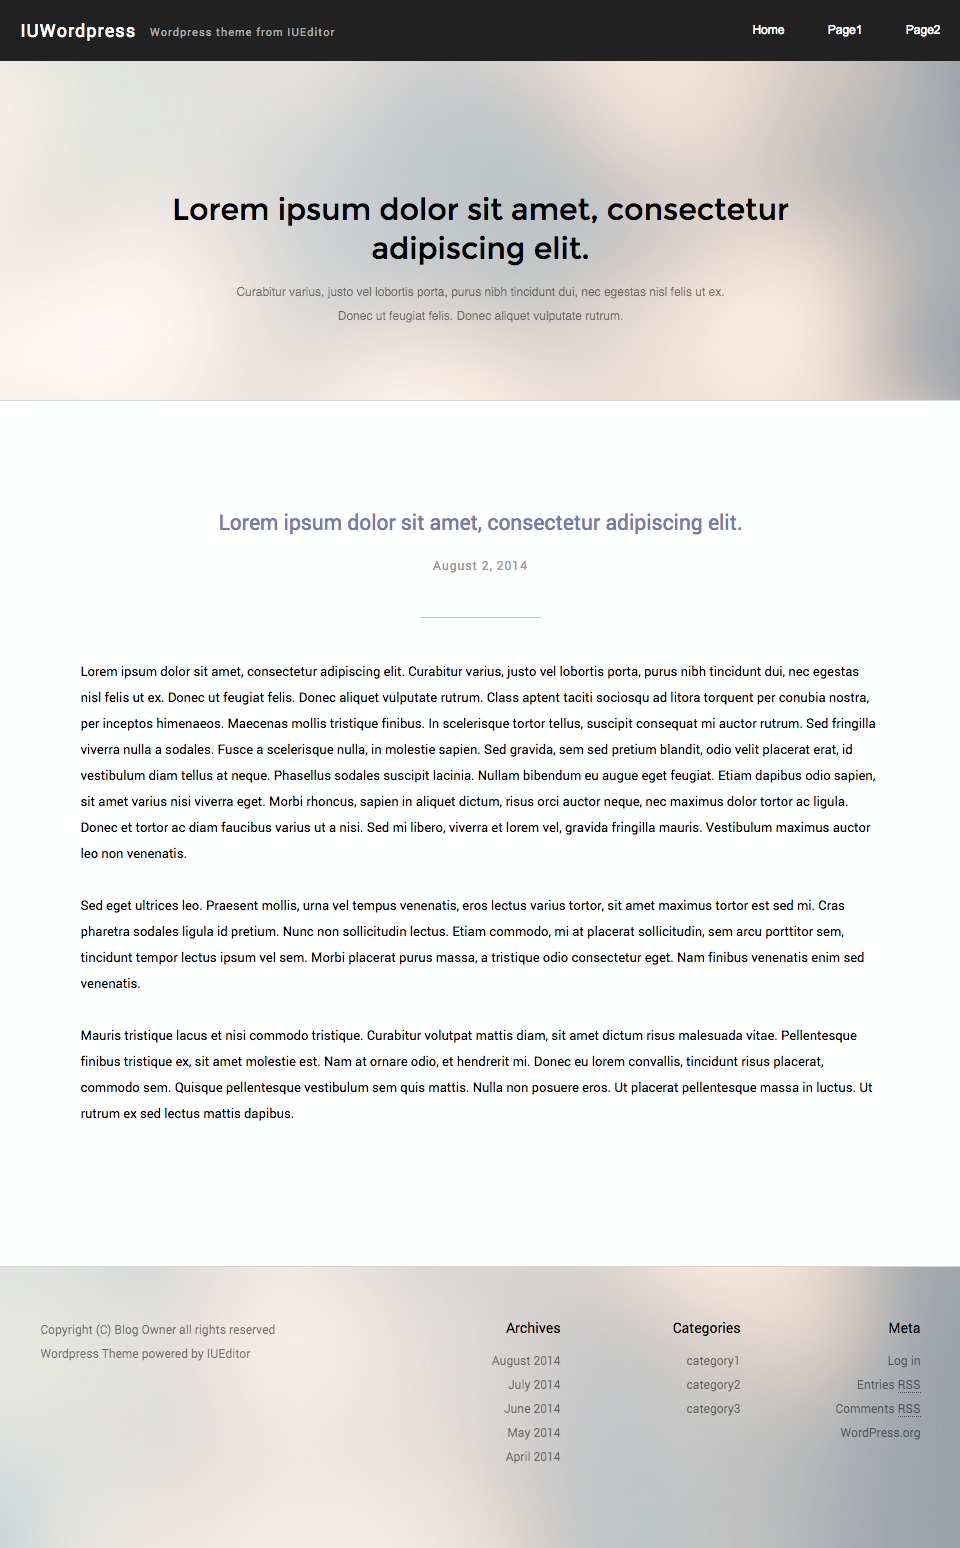 IUWordpress Wordpress theme from IUEditor Home Page1 Page2
Lorem ipsum dolor sit amet, consectetur
adipiscing elit.
Curabitur varius, justo vel lobortis porta, purus nibh tincidunt dui, nec egestas nisl felis ut ex.
Donec ut feugiat felis. Donec aliquet vulputate rutrum.
Lorem ipsum dolor sit amet, consectetur adipiscing elit.
August 2, 2014
Lorem ipsum dolor sit amet, consectetur adipiscing elit. Curabitur varius, justo vel lobortis porta, purus nibh tincidunt dui, nec egestas
nisl felis ut ex. Donec ut feugiat felis. Donec aliquet vulputate rutrum. Class aptent taciti sociosqu ad litora torquent per conubia nostra,
per inceptos himenaeos. Maecenas mollis tristique finibus. In scelerisque tortor tellus, suscipit consequat mi auctor rutrum. Sed fringilla
viverra nulla a sodales. Fusce a scelerisque nulla, in molestie sapien. Sed gravida, sem sed pretium blandit, odio velit placerat erat, id
vestibulum diam tellus at neque. Phasellus sodales suscipit lacinia. Nullam bibendum eu augue eget feugiat. Etiam dapibus odio sapien,
sit amet varius nisi viverra eget. Morbi rhoncus, sapien in aliquet dictum, risus orci auctor neque, nec maximus dolor tortor ac ligula.
Donec et tortor ac diam faucibus varius ut a nisi. Sed mi libero, viverra et lorem vel, gravida fringilla mauris. Vestibulum maximus auctor
leo non venenatis.
Sed eget ultrices leo. Praesent mollis, urna vel tempus venenatis, eros lectus varius tortor, sit amet maximus tortor est sed mi. Cras
pharetra sodales ligula id pretium. Nunc non sollicitudin lectus. Etiam commodo, mi at placerat sollicitudin, sem arcu porttitor sem,
tincidunt tempor lectus ipsum vel sem. Morbi placerat purus massa, a tristique odio consectetur eget. Nam finibus venenatis enim sed
venenatis.
Mauris tristique lacus et nisi commodo tristique. Curabitur volutpat mattis diam, sit amet dictum risus malesuada vitae. Pellentesque
finibus tristique ex, sit amet molestie est. Nam at ornare odio, et hendrerit mi. Donec eu lorem convallis, tincidunt risus placerat,
commodo sem. Quisque pellentesque vestibulum sem quis mattis. Nulla non posuere eros. Ut placerat pellentesque massa in luctus. Ut
rutrum ex sed lectus mattis dapibus.
Copyright (C) Blog Owner all rights reserved
Wordpress Theme powered by IUEditor
Archives
August 2014
July 2014
June 2014
May 2014
April 2014
Categories
category1
category2
category3
Meta
Log in
Entries RSS
Comments RSS
WordPress.org